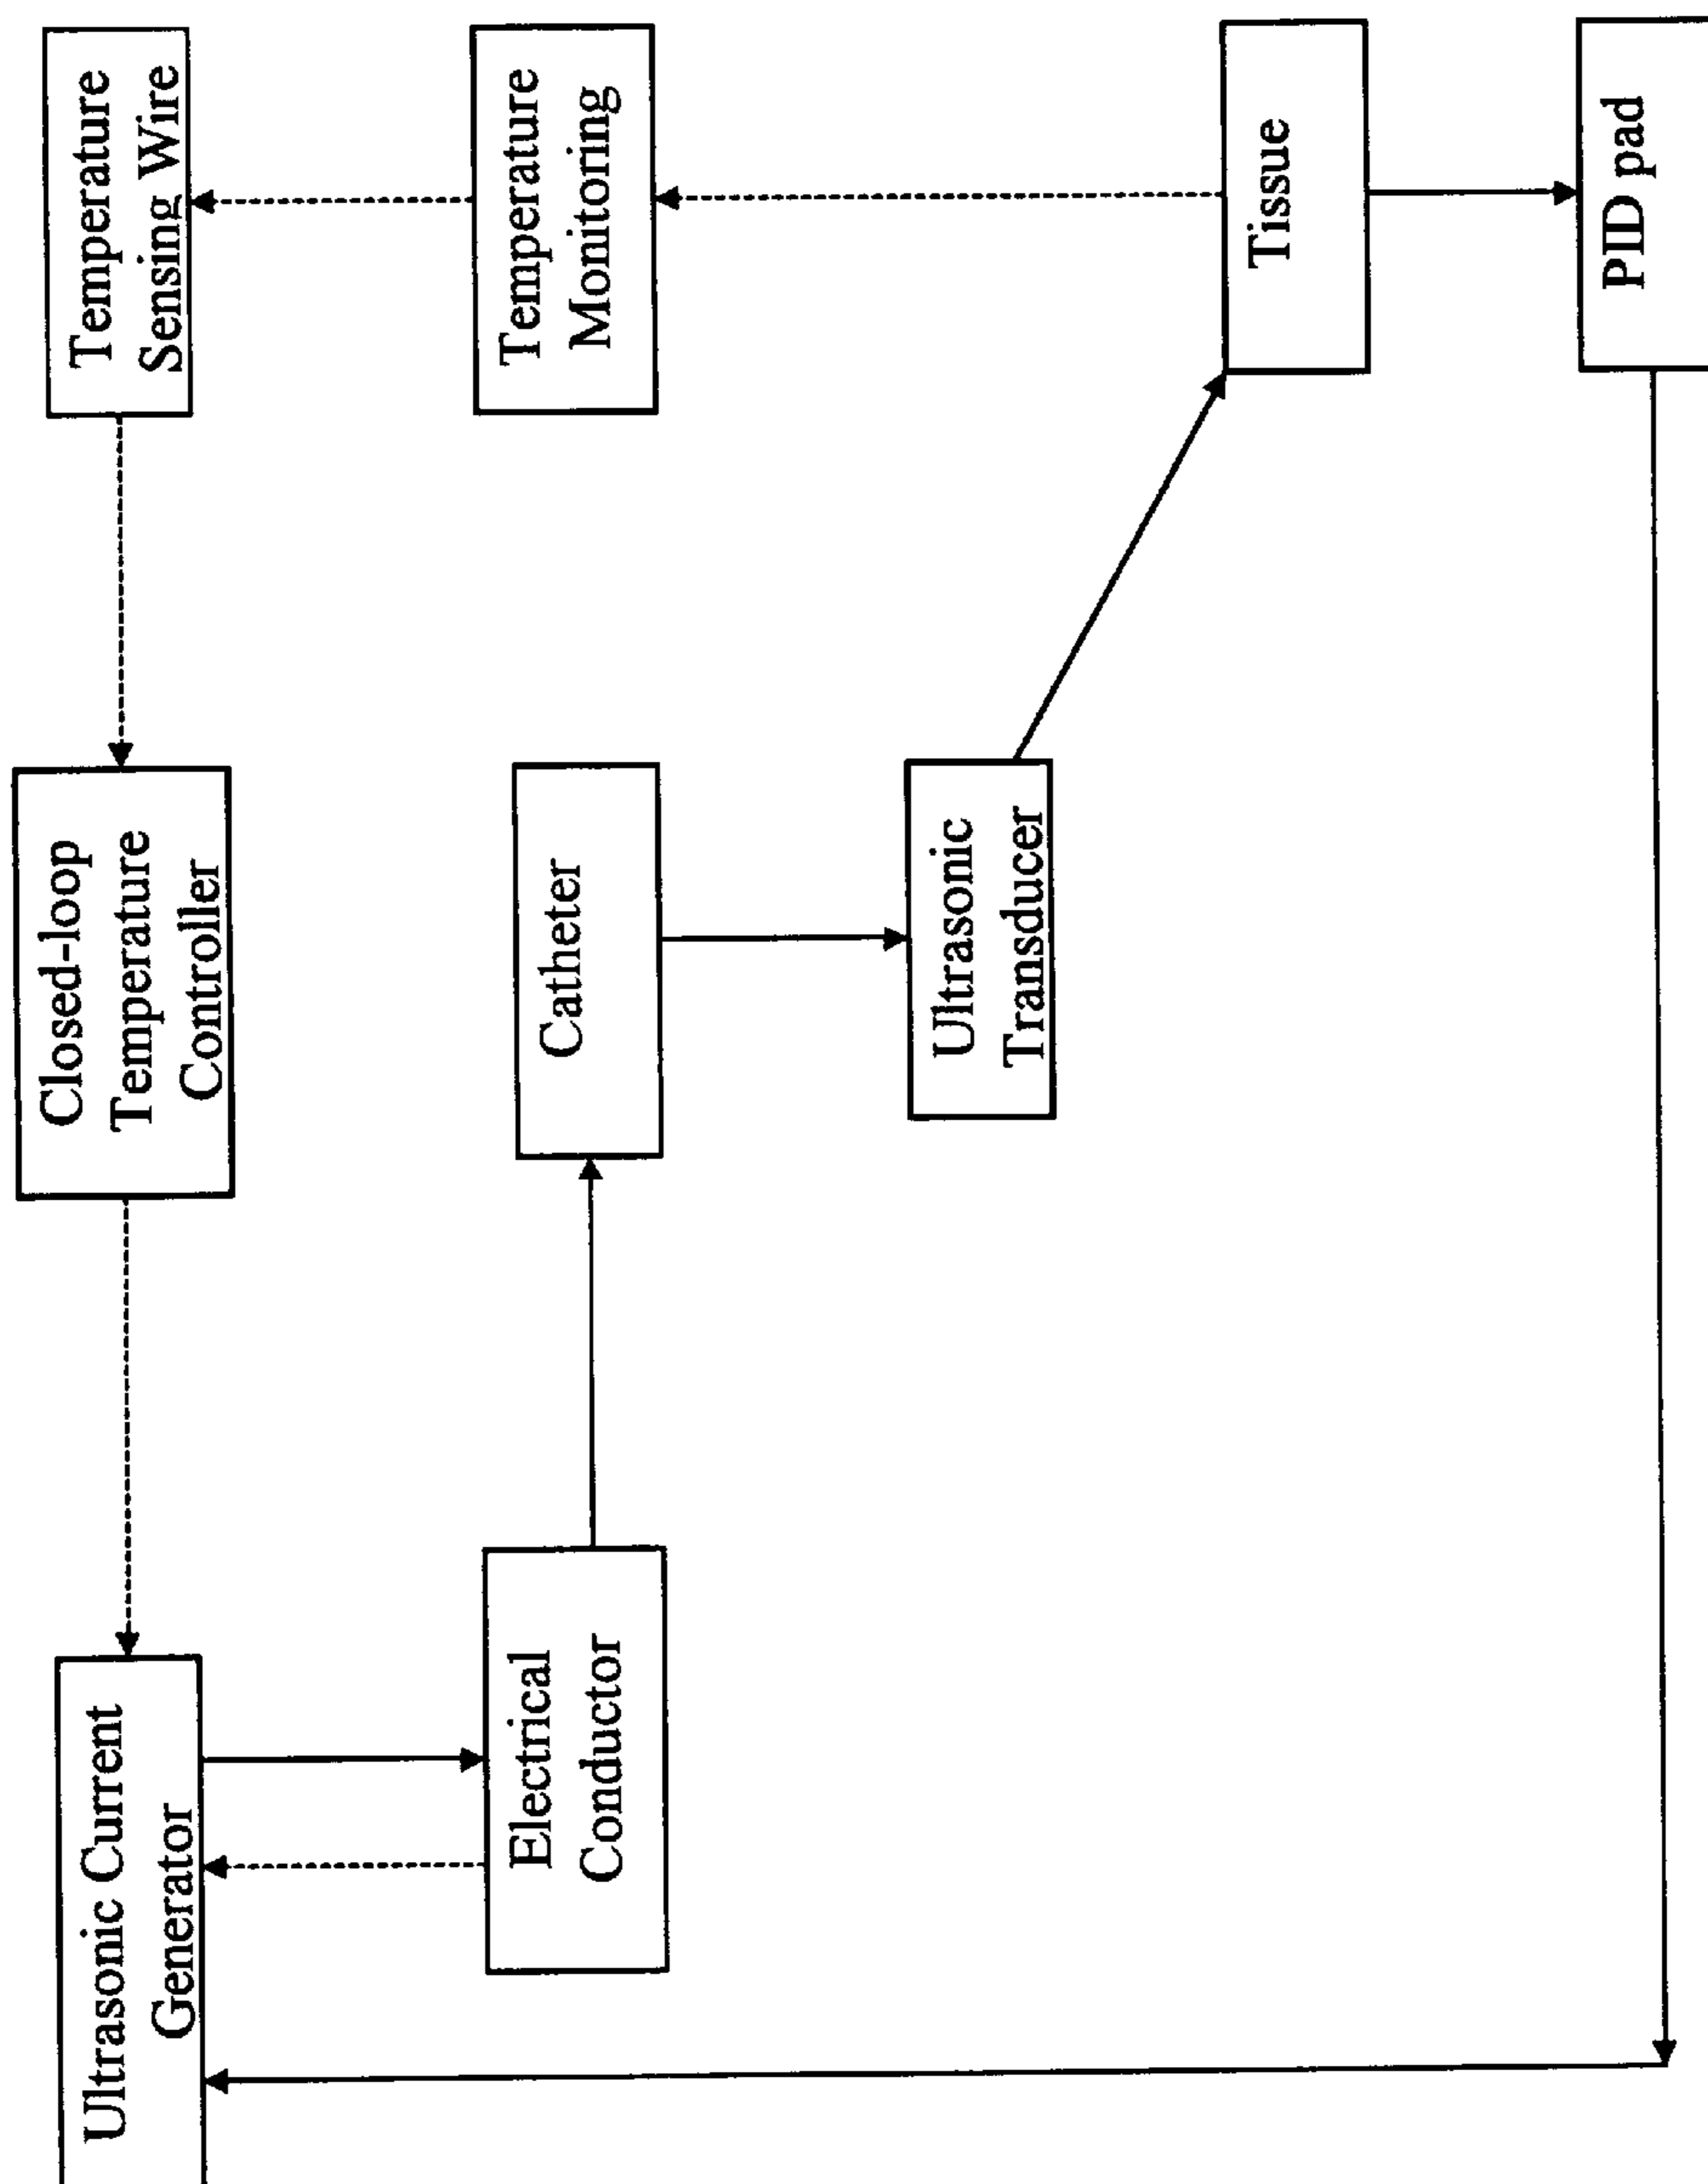 Ultrasonic Current
Generator
Closed-loop
Temperature
Controller
Temperature
Sensing Wire
Electrical
Conductor
Catheter
Temperature
Monitoring
Ultrasonic
Transducer
Tissue
PID pad